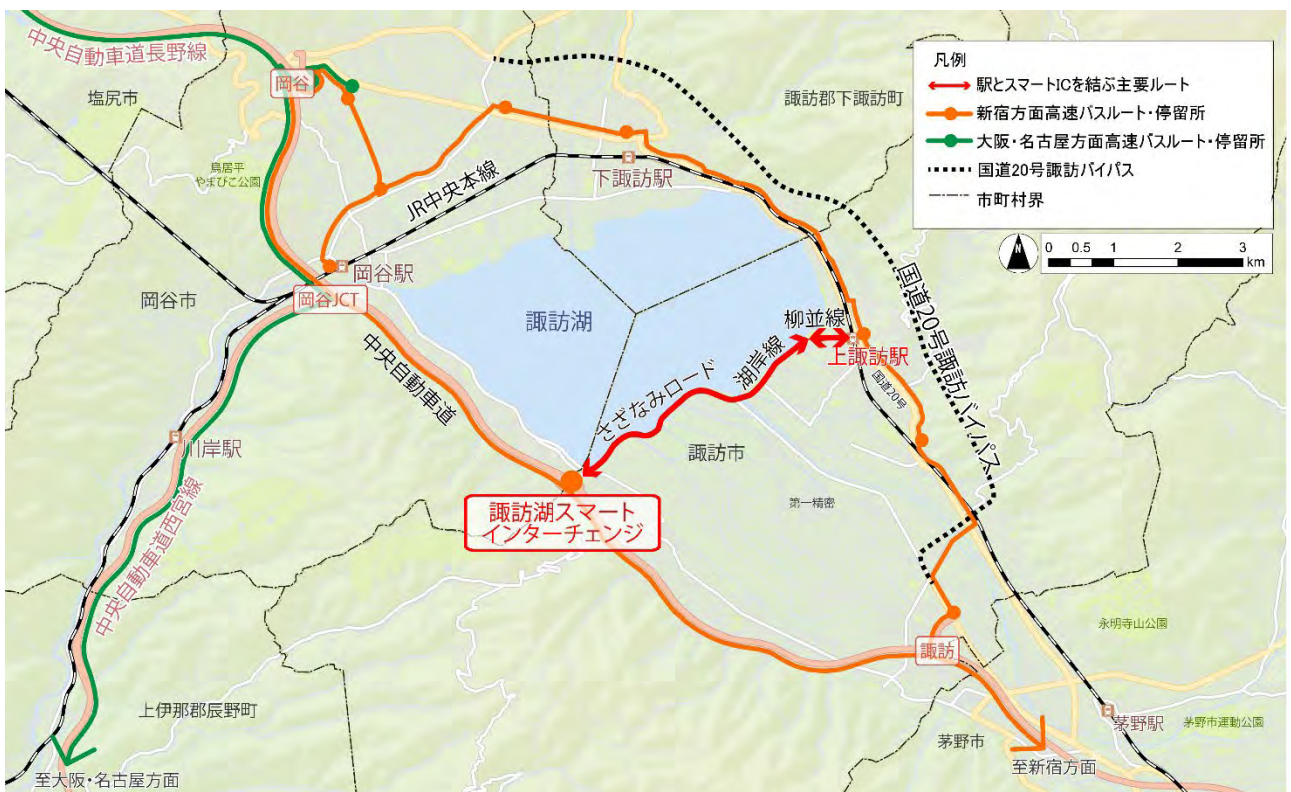 中央自動車道長野線
岡谷
塩尻市
諏訪郡下諏訪町
凡例
駅とスマートICを結ぶ主要ルート
新宿方面高速バスルート・停留所
大阪・名古屋方面高速バスルート・停留所
国道20号諏訪バイパス
市町村界
N
0 0.5 1 2 3
km
鳥居平
やまびこ公園
JR中央本線
下諏訪駅
岡谷駅
岡谷市
岡谷JCT
諏訪湖
中央自動車道
柳並線
上諏訪駅
湖岸線
さざなみロード
国道20号
国道20号諏訪バイパス
川岸駅
諏訪市
第一精密
諏訪湖スマート
インターチェンジ
中央自動車道西宮線
永明寺山公園
諏訪
上伊那郡辰野町
茅野駅
茅野市運動公園
茅野市
至大阪・名古屋方面
至新宿方面